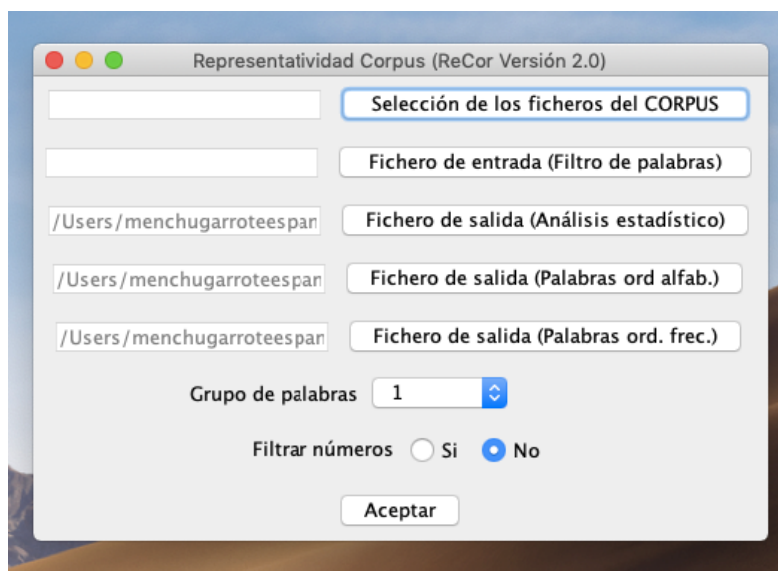 Representatividad Corpus (ReCor Versión 2.0)
Selección de los ficheros del CORPUS
Fichero de entrada (Filtro de palabras)
/Users/menchugarroteespan Fichero de salida (Análisis estadístico)
/Users/menchugarroteespan Fichero de salida (Palabras ord alfab.)
/Users/menchugarroteespan Fichero de salida (Palabras ord. frec.)
Grupo de palabras 1
Filtrar números Si No
Aceptar